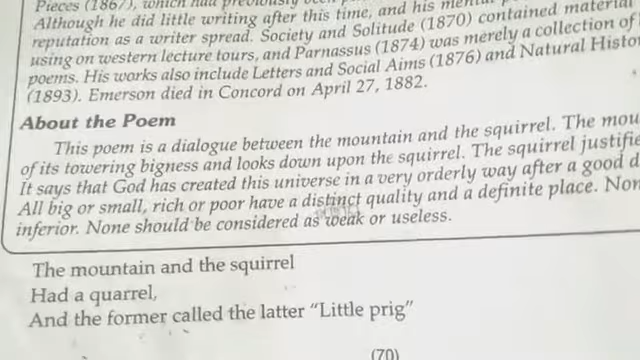 Pieces (1867), which had previously been
Although he did little writing after this time, and his mental
reputation as a writer spread. Society and Solitude (1870) contained material
using on western lecture tours, and Parnassus (1874) was merely a collection of
poems. His works also include Letters and Social Aims (1876) and Natural Histo
(1893). Emerson died in Concord on April 27, 1882.
About the Poem
This poem is a dialogue between the mountain and the squirrel. The mou
of its towering bigness and looks down upon the squirrel. The squirrel justifie
It says that God has created this universe in a very orderly way after a good d
All big or small, rich or poor have a distinct quality and a definite place. Non
inferior. None should be considered as weak or useless.
The mountain and the squirrel
Had a quarrel,
And the former called the latter “Little prig”
(70)